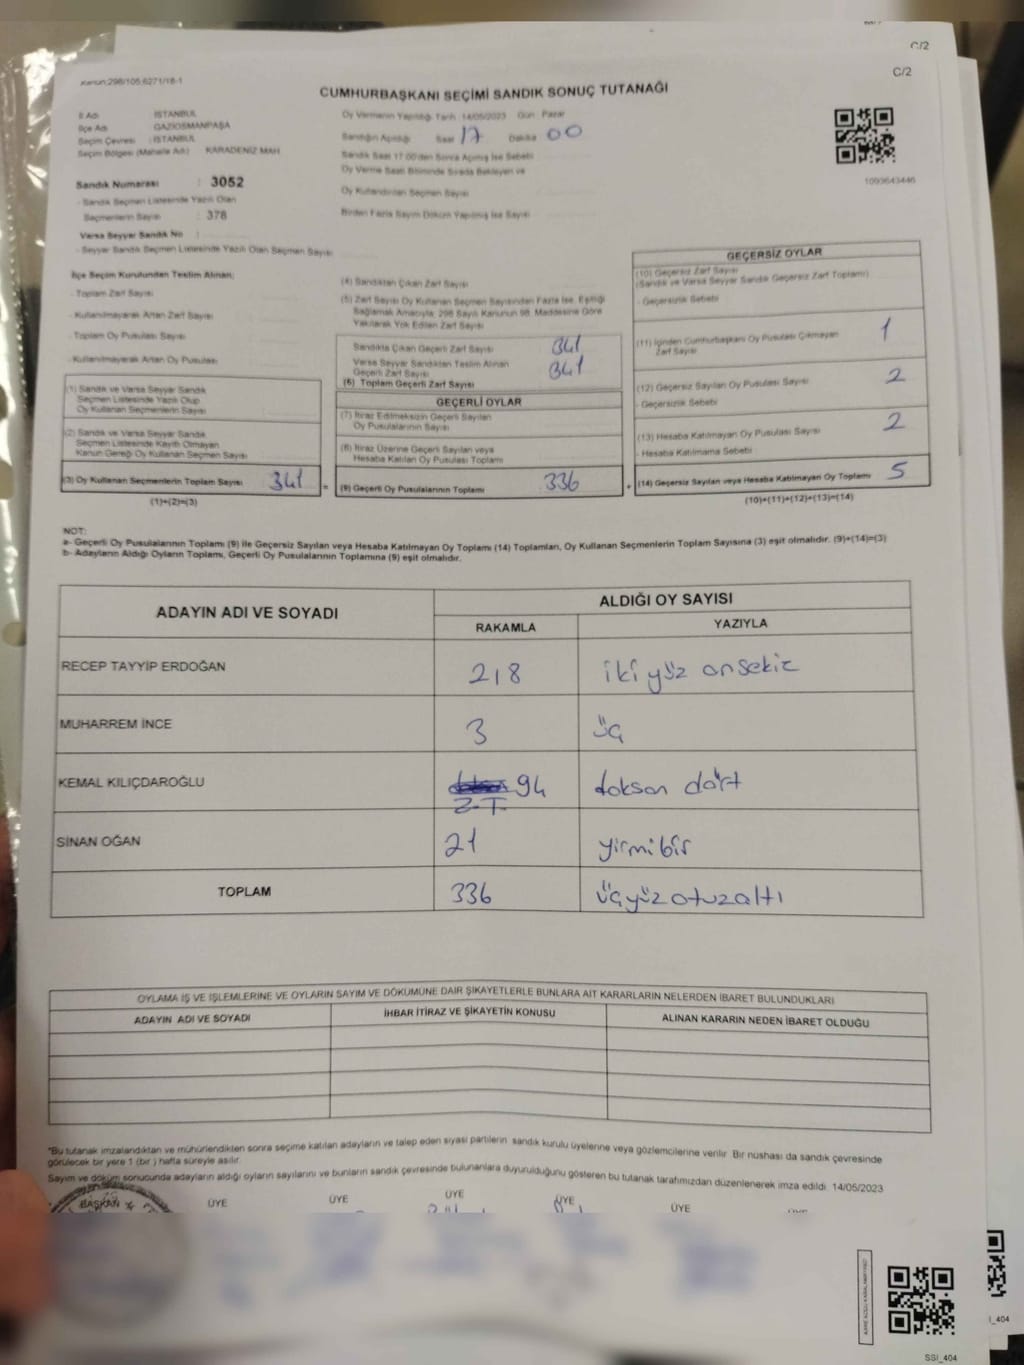 C/2
C/2
Kanun:298/105,6271/18-1
CUMHURBAŞKANI SEÇİMİ SANDIK SONUÇ TUTANAĞI
İl Adı : İSTANBUL
İlçe Adı : GAZİOSMANPAŞA
Seçim Çevresi : İSTANBUL
Seçim Bölgesi (Mahalle Adı) : KARADENİZ MAH
Sandık Numarası : 3052
- Sandık Seçmen Listesinde Yazılı Olan
Seçmenlerin Sayısı : 378
Varsa Seyyar Sandık No :
- Seyyar Sandık Seçmen Listesinde Yazılı Olan Seçmen Sayısı
Oy Vermenin Yapıldığı Tarih :14/05/2023 Gün : Pazar
Sandığın Açıldığı Saat 17 Dakika 00
Sandık Saat 17:00'den Sonra Açılmış İse Sebebi
Oy Verme Saati Bitiminde Sırada Bekleyen ve
Oy Kullandırılan Seçmen Sayısı
Birden Fazla Sayım Döküm Yapılmış İse Sayısı
1093643446
İlçe Seçim Kurulundan Teslim Alınan;
- Toplam Zarf Sayısı
- Kullanılmayarak Artan Zarf Sayısı
- Toplam Oy Pusulası Sayısı
- Kullanılmayarak Artan Oy Pusulası
(1) Sandık ve Varsa Seyyar Sandık
Seçmen Listesinde Yazılı Olup
Oy Kullanan Seçmenlerin Sayısı
(2) Sandık ve Varsa Seyyar Sandık
Seçmen Listesinde Kayıtlı Olmayan
Kanun Gereği Oy Kullanan Seçmen Sayısı
(3) Oy Kullanan Seçmenlerin Toplam Sayısı 341 =
(1)+(2)=(3)
(4) Sandıktan Çıkan Zarf Sayısı
(5) Zarf Sayısı Oy Kullanan Seçmen Sayısından Fazla İse, Eşitliği
Sağlamak Amacıyla; 298 Sayılı Kanunun 98. Maddesine Göre
Yakılarak Yok Edilen Zarf Sayısı
Sandıkta Çıkan Geçerli Zarf Sayısı 341
Varsa Seyyar Sandıktan Teslim Alınan
Geçerli Zarf Sayısı 341
(6) Toplam Geçerli Zarf Sayısı
GEÇERLİ OYLAR
(7) İtiraz Edilmeksizin Geçerli Sayılan
Oy Pusulalarının Sayısı
(8) İtiraz Üzerine Geçerli Sayılan veya
Hesaba Katılan Oy Pusulası Toplamı
(9) Geçerli Oy Pusulalarının Toplamı 336 +
GEÇERSİZ OYLAR
(10) Geçersiz Zarf Sayısı
(Sandık ve Varsa Seyyar Sandık Geçersiz Zarf Toplamı)
- Geçersizlik Sebebi
(11) İçinden Cumhurbaşkanı Oy Pusulası Çıkmayan 1
Zarf Sayısı
(12) Geçersiz Sayılan Oy Pusulası Sayısı 2
- Geçersizlik Sebebi
(13) Hesaba Katılmayan Oy Pusulası Sayısı 2
- Hesaba Katılmama Sebebi
(14) Geçersiz Sayılan veya Hesaba Katılmayan Oy Toplamı 5
(10)+(11)+(12)+(13)=(14)
NOT:
a- Geçerli Oy Pusulalarının Toplamı (9) İle Geçersiz Sayılan veya Hesaba Katılmayan Oy Toplamı (14) Toplamları, Oy Kullanan Seçmenlerin Toplam Sayısına (3) eşit olmalıdır. (9)+(14)=(3)
b- Adayların Aldığı Oyların Toplamı, Geçerli Oy Pusulalarının Toplamına (9) eşit olmalıdır.
ADAYIN ADI VE SOYADI
ALDIĞI OY SAYISI
RAKAMLA YAZIYLA
RECEP TAYYİP ERDOĞAN 218 iki yüz onsekiz
MUHARREM İNCE 3 üç
KEMAL KILIÇDAROĞLU 94 doksan dört
Z.T.
SİNAN OĞAN 21 yirmibir
TOPLAM 336 üçyüzotuzaltı
OYLAMA İŞ VE İŞLEMLERİNE VE OYLARIN SAYIM VE DÖKÜMÜNE DAİR ŞİKAYETLERLE BUNLARA AİT KARARLARIN NELERDEN İBARET BULUNDUKLARI
ADAYIN ADI VE SOYADI İHBAR İTİRAZ VE ŞİKAYETİN KONUSU ALINAN KARARIN NEDEN İBARET OLDUĞU
*Bu tutanak imzalandıktan ve mühürlendikten sonra seçime katılan adayların ve talep eden siyasi partilerin sandık kurulu üyelerine veya gözlemcilerine verilir. Bir nüshası da sandık çevresinde
görülecek bir yere 1 (bir ) hafta süreyle asılır.
Sayım ve döküm sonucunda adayların aldığı oyların sayılarını ve bunların sandık çevresinde bulunanlara duyurulduğunu gösteren bu tutanak tarafımızdan düzenlenerek imza edildi. 14/05/2023
BAŞKAN ÜYE ÜYE ÜYE ÜYE ÜYE
SSI_404
I_404